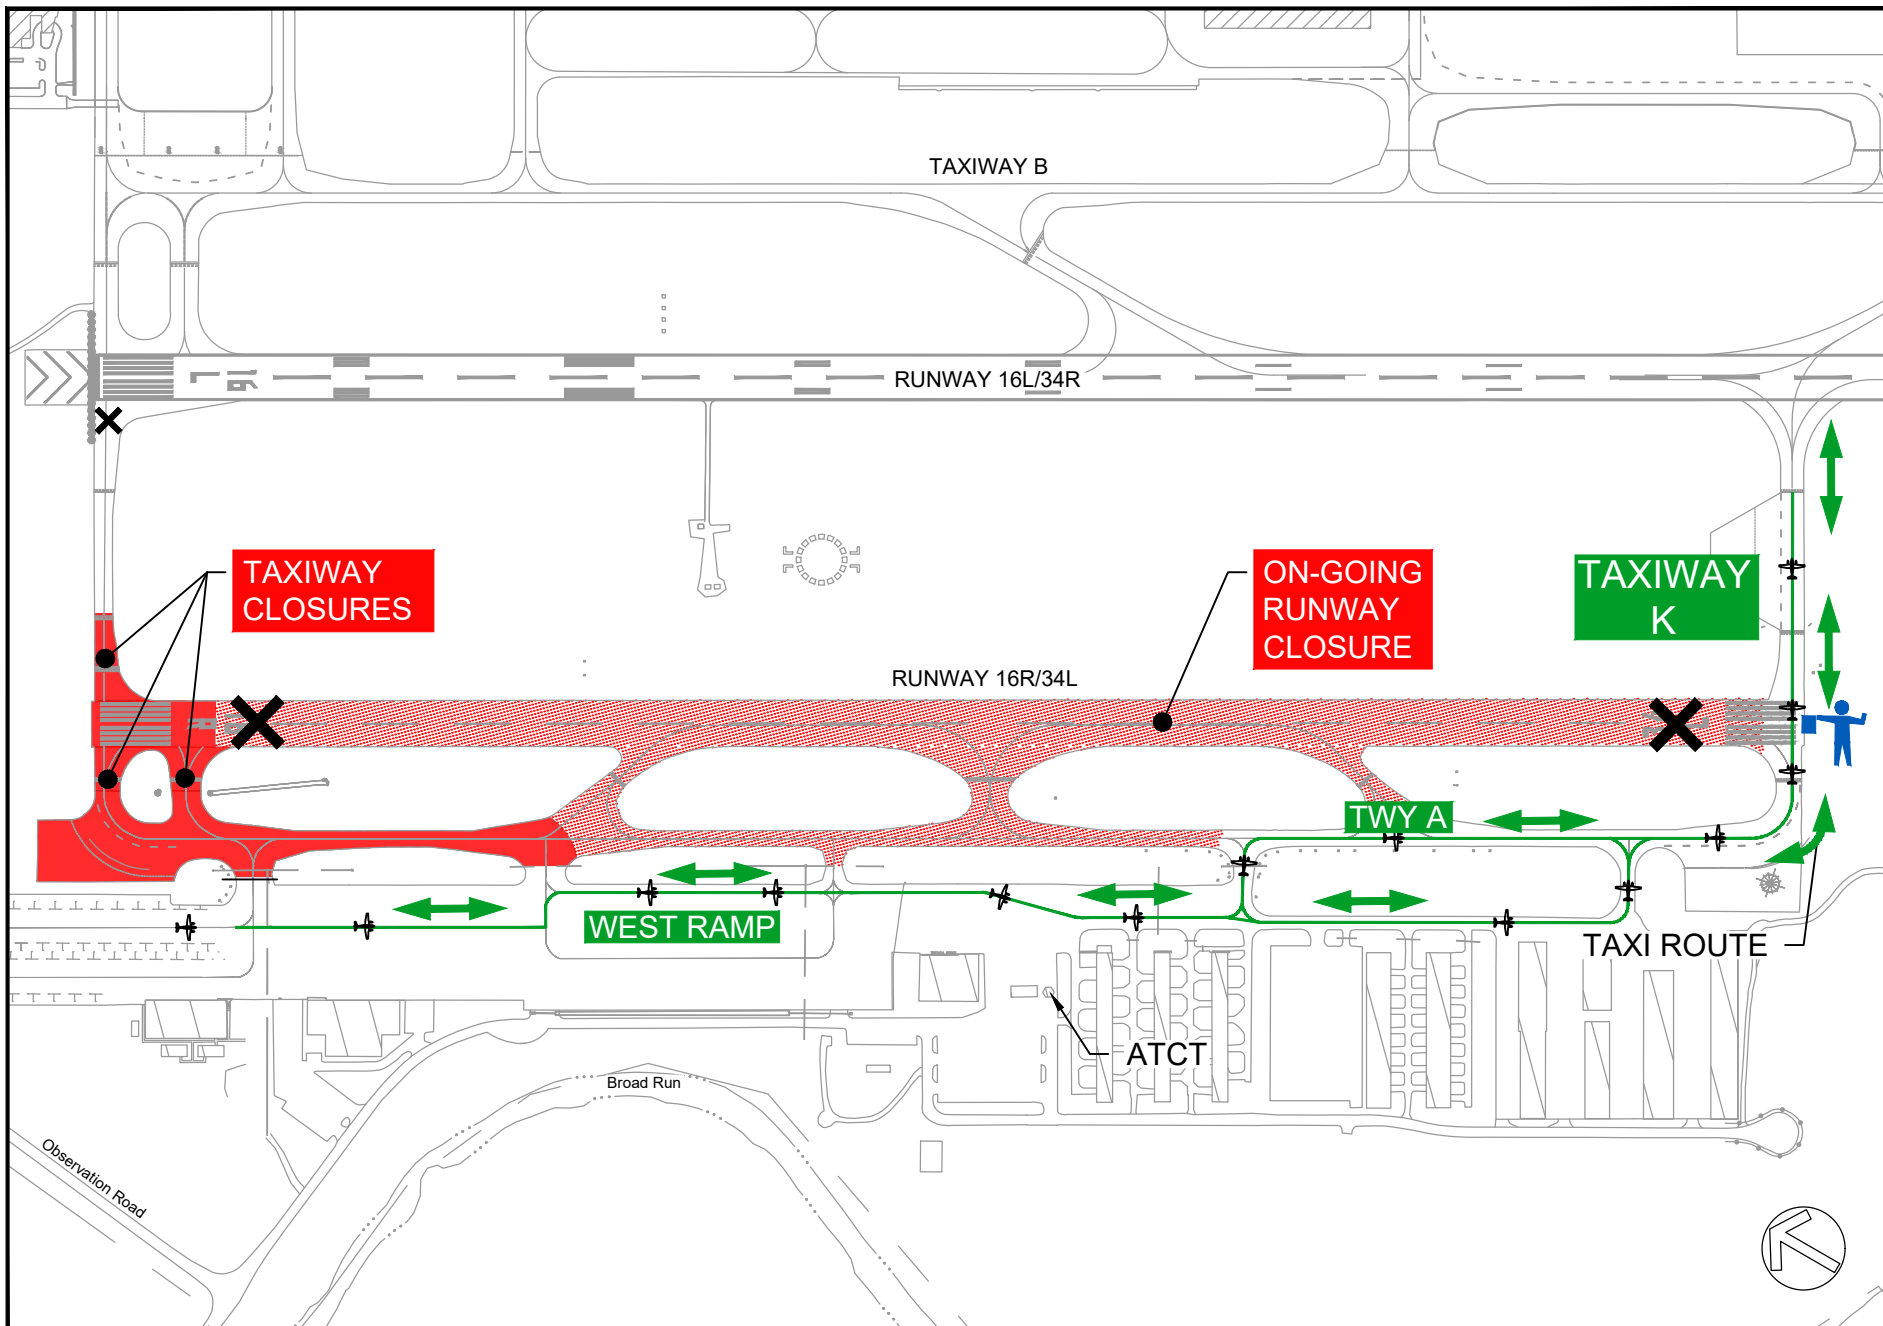 TAXIWAY B
RUNWAY 16L/34R
TAXIWAY
CLOSURES
ON-GOING
RUNWAY
CLOSURE
TAXIWAY
K
RUNWAY 16R/34L
TWY A
WEST RAMP
TAXI ROUTE
ATCT
Broad Run
Observation Road